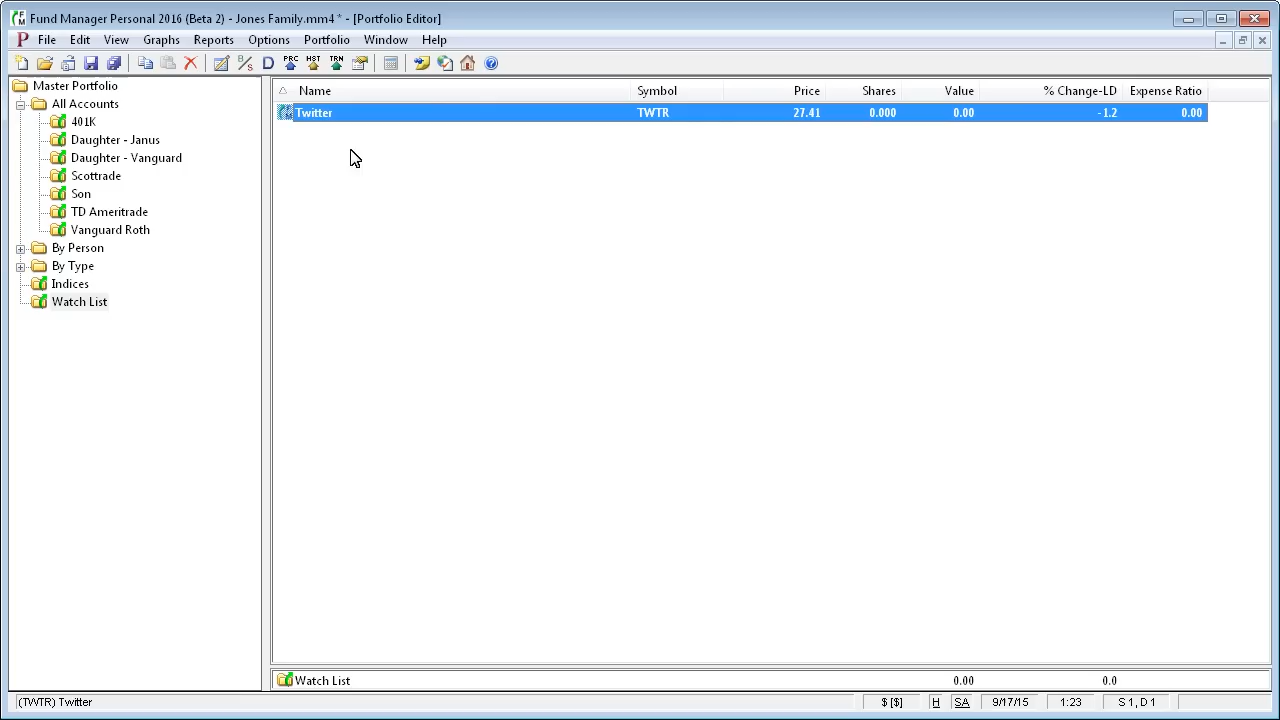 Fund Manager Personal 2016 (Beta 2) - Jones Family.mm4 * - [Portfolio Editor]
File Edit View Graphs Reports Options Portfolio Window Help
B/S D PRC HST TRN
Master Portfolio
All Accounts
401K
Daughter - Janus
Daughter - Vanguard
Scottrade
Son
TD Ameritrade
Vanguard Roth
By Person
By Type
Indices
Watch List
Name Symbol Price Shares Value % Change-LD Expense Ratio
Twitter TWTR 27.41 0.000 0.00 -1.2 0.00
Watch List 0.00 0.0
(TWTR) Twitter $ [$] H SA 9/17/15 1:23 S 1, D 1